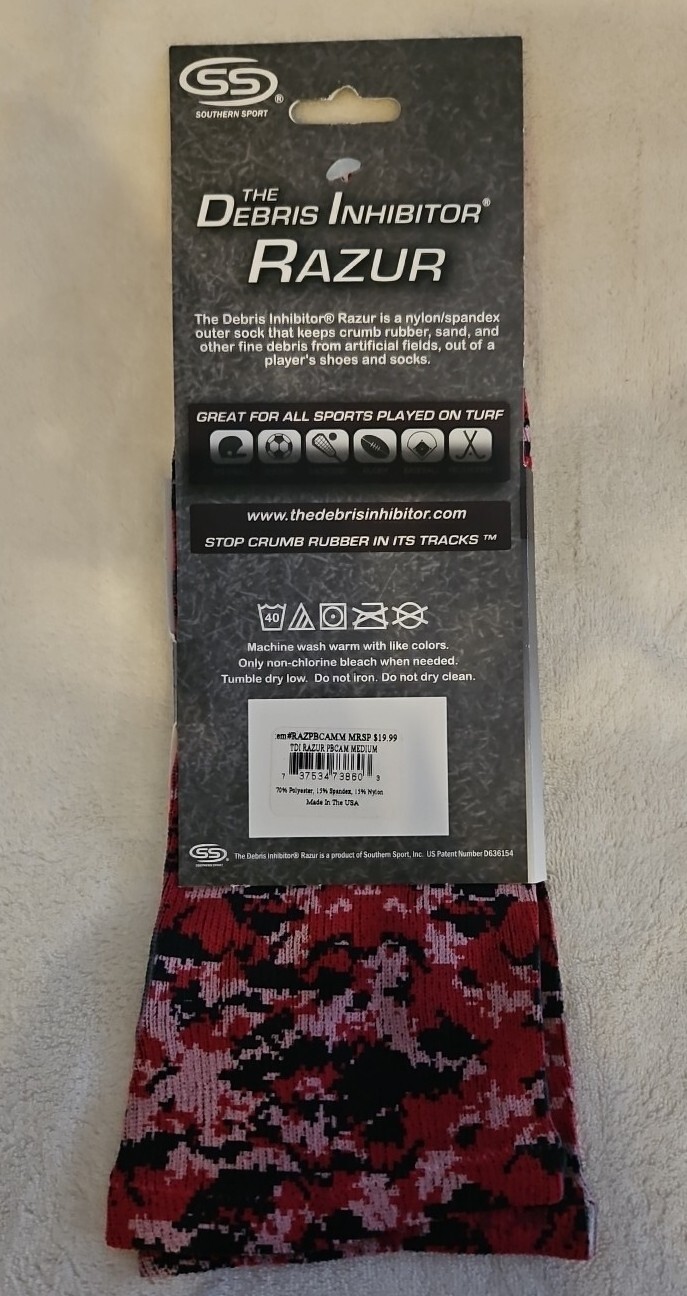 SS®
SOUTHERN SPORT
THE
DEBRIS INHIBITOR®
RAZUR
The Debris Inhibitor® Razur is a nylon/spandex
outer sock that keeps crumb rubber, sand, and
other fine debris from artificial fields, out of a
player's shoes and socks.
GREAT FOR ALL SPORTS PLAYED ON TURF
www.thedebrisinhibitor.com
STOP CRUMB RUBBER IN ITS TRACKS ™
40
Machine wash warm with like colors.
Only non-chlorine bleach when needed.
Tumble dry low. Do not iron. Do not dry clean.
em#RAZPBCAMM MRSP $19.99
TDI RAZUR PBCAM MEDIUM
7 37534 73860 9
70% Polyester, 15% Spandex, 15% Nylon
Made In The USA
SS® The Debris Inhibitor® Razur is a product of Southern Sport, Inc. US Patent Number D636154